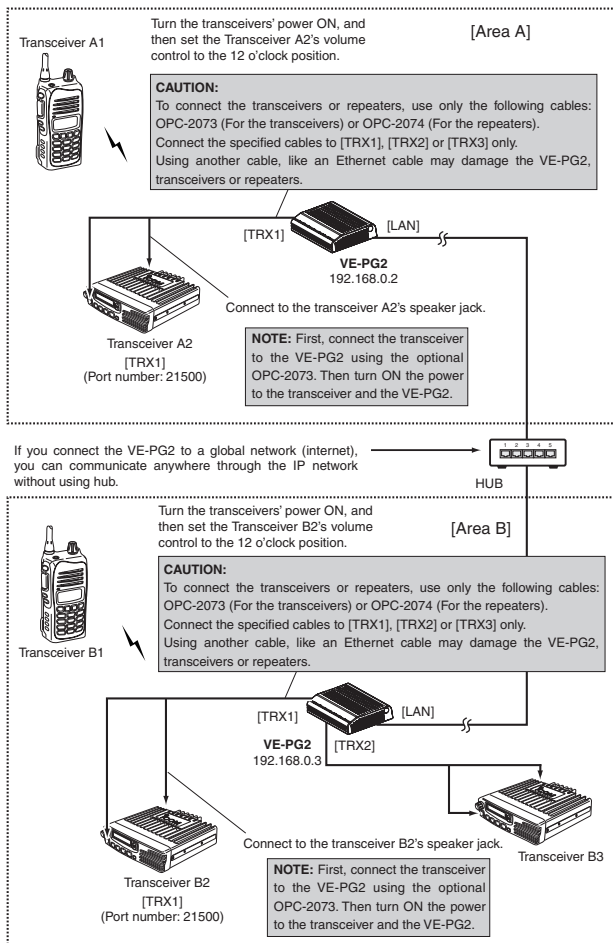 Turn the transceivers' power ON, and
then set the Transceiver A2's volume
control to the 12 o'clock position.
[Area A]
Transceiver A1
CAUTION:
To connect the transceivers or repeaters, use only the following cables:
OPC-2073 (For the transceivers) or OPC-2074 (For the repeaters).
Connect the specified cables to [TRX1], [TRX2] or [TRX3] only.
Using another cable, like an Ethernet cable may damage the VE-PG2,
transceivers or repeaters.
[TRX1]
[LAN]
VE-PG2
192.168.0.2
Connect to the transceiver A2's speaker jack.
Transceiver A2
[TRX1]
(Port number: 21500)
NOTE: First, connect the transceiver
to the VE-PG2 using the optional
OPC-2073. Then turn ON the power
to the transceiver and the VE-PG2.
If you connect the VE-PG2 to a global network (internet),
you can communicate anywhere through the IP network
without using hub.
1 2 3 4 5
HUB
Turn the transceivers' power ON, and
then set the Transceiver B2's volume
control to the 12 o'clock position.
[Area B]
Transceiver B1
CAUTION:
To connect the transceivers or repeaters, use only the following cables:
OPC-2073 (For the transceivers) or OPC-2074 (For the repeaters).
Connect the specified cables to [TRX1], [TRX2] or [TRX3] only.
Using another cable, like an Ethernet cable may damage the VE-PG2,
transceivers or repeaters.
[TRX1]
[LAN]
VE-PG2
[TRX2]
192.168.0.3
Connect to the transceiver B2's speaker jack.
Transceiver B3
Transceiver B2
[TRX1]
(Port number: 21500)
NOTE: First, connect the transceiver
to the VE-PG2 using the optional
OPC-2073. Then turn ON the power
to the transceiver and the VE-PG2.